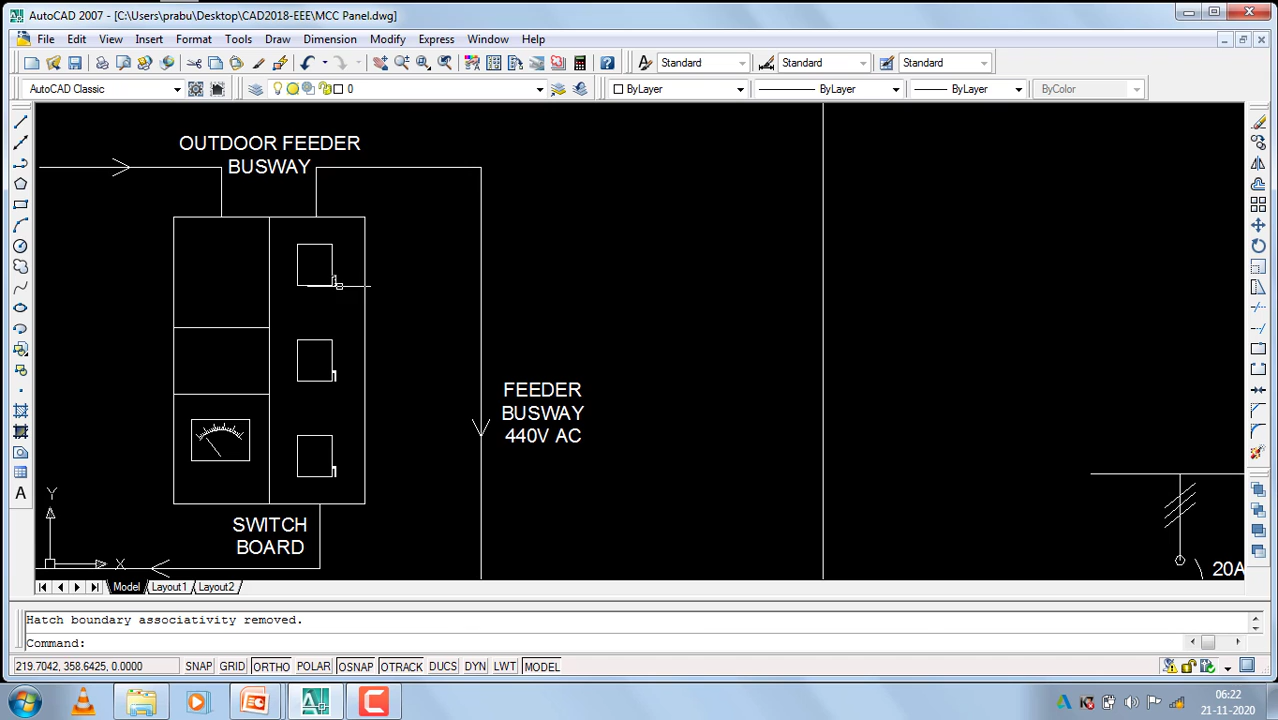 AutoCAD 2007 - [C:\Users\prabu\Desktop\CAD2018-EEE\MCC Panel.dwg]
File Edit View Insert Format Tools Draw Dimension Modify Express Window Help
Standard Standard Standard
AutoCAD Classic 0 ByLayer ByLayer ByLayer ByColor
OUTDOOR FEEDER
BUSWAY
FEEDER
BUSWAY
440V AC
SWITCH
BOARD
Y
X
20A
Model Layout1 Layout2
Hatch boundary associativity removed.
Command:
219.7042, 358.6425, 0.0000 SNAP GRID ORTHO POLAR OSNAP OTRACK DUCS DYN LWT MODEL
06:22
21-11-2020